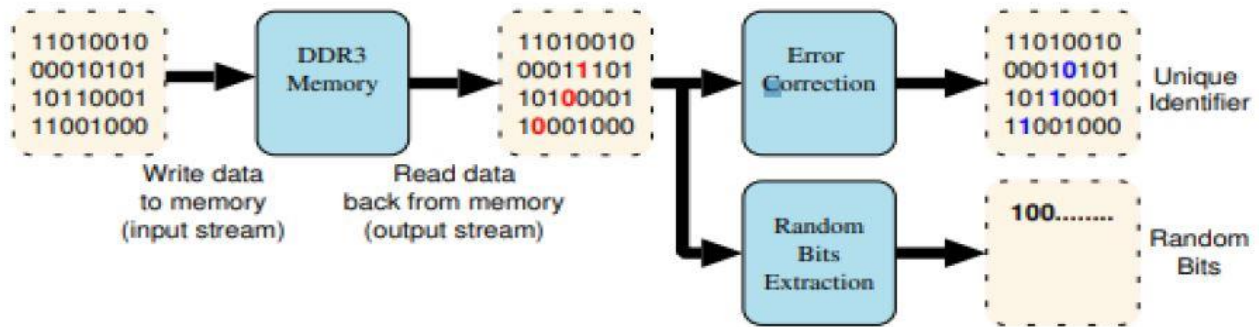 11010010
00010101
10110001
11001000
Write data
to memory
(input stream)
DDR3
Memory
Read data
back from memory
(output stream)
11010010
00011101
10100001
10001000
Error
Correction
11010010
00010101
10110001
11001000
Unique
Identifier
Random
Bits
Extraction
100........
Random
Bits